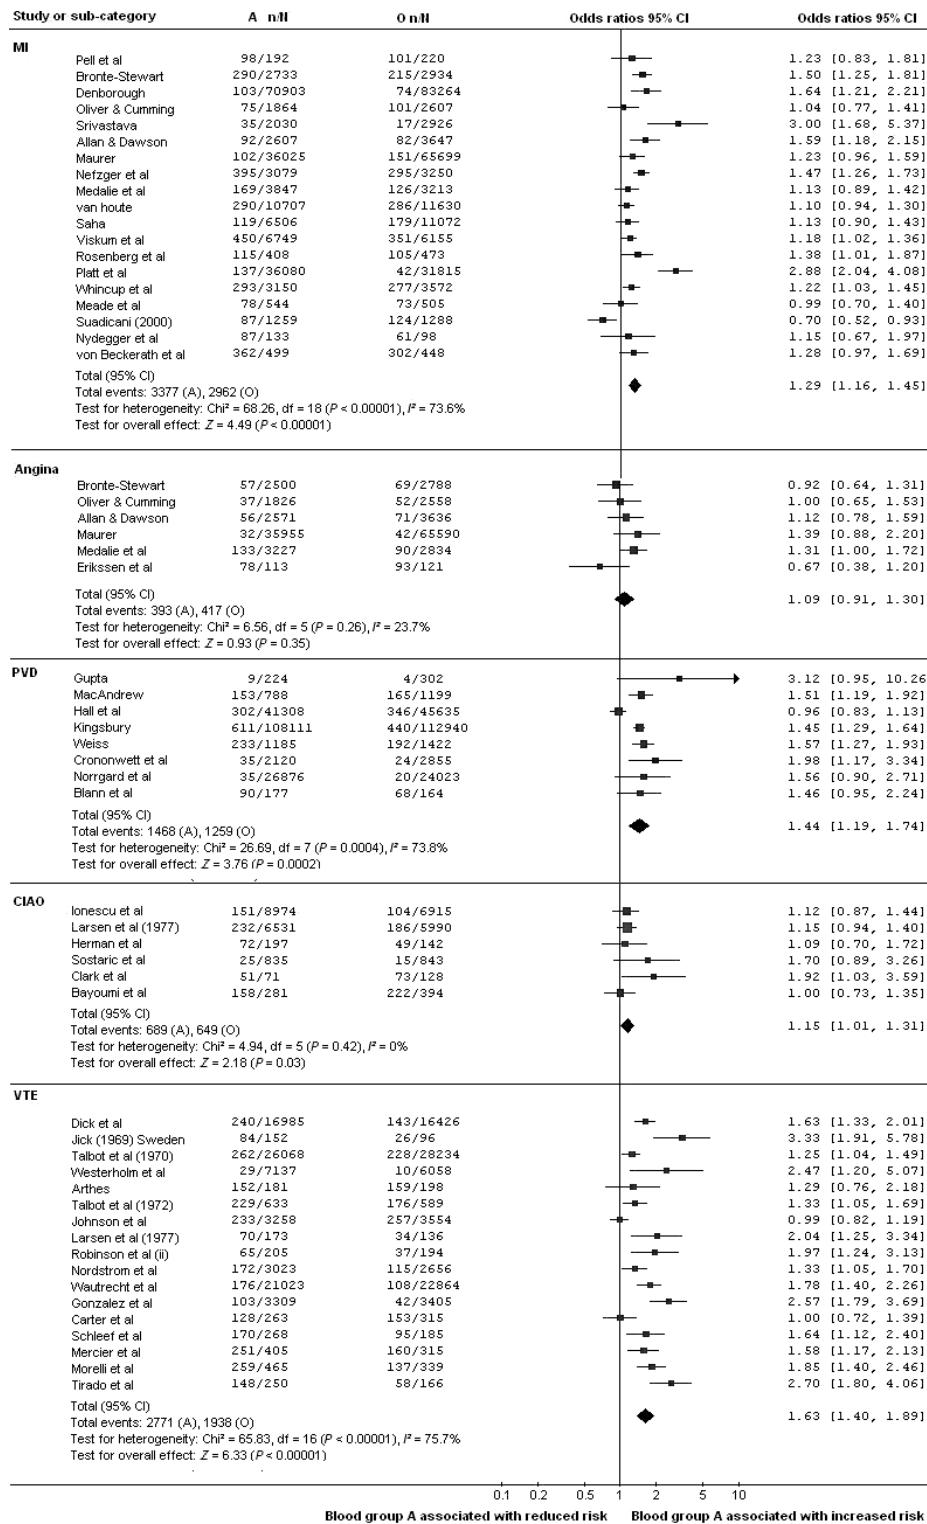 Study or sub-category A n/N O n/N Odds ratios 95% CI Odds ratios 95% CI
MI
Pell et al 98/192 101/220 1.23 [0.83, 1.81]
Bronte-Stewart 290/2733 215/2934 1.50 [1.25, 1.81]
Denborough 103/70903 74/83264 1.64 [1.21, 2.21]
Oliver & Cumming 75/1864 101/2607 1.04 [0.77, 1.41]
Srivastava 35/2030 17/2926 3.00 [1.68, 5.37]
Allan & Dawson 92/2607 82/3647 1.59 [1.18, 2.15]
Maurer 102/36025 151/65699 1.23 [0.96, 1.59]
Nefzger et al 395/3079 295/3250 1.47 [1.26, 1.73]
Medalie et al 169/3847 126/3213 1.13 [0.89, 1.42]
van houte 290/10707 286/11630 1.10 [0.94, 1.30]
Saha 119/6506 179/11072 1.13 [0.90, 1.43]
Viskum et al 450/6749 351/6155 1.18 [1.02, 1.36]
Rosenberg et al 115/408 105/473 1.38 [1.01, 1.87]
Platt et al 137/36080 42/31815 2.88 [2.04, 4.08]
Whincup et al 293/3150 277/3572 1.22 [1.03, 1.45]
Meade et al 78/544 73/505 0.99 [0.70, 1.40]
Suadicani (2000) 87/1259 124/1288 0.70 [0.52, 0.93]
Nydegger et al 87/133 61/98 1.15 [0.67, 1.97]
von Beckerath et al 362/499 302/448 1.28 [0.97, 1.69]
Total (95% CI)
Total events: 3377 (A), 2962 (O) 1.29 [1.16, 1.45]
Test for heterogeneity: Chi² = 68.26, df = 18 (P < 0.00001), I² = 73.6%
Test for overall effect: Z = 4.49 (P < 0.00001)
Angina
Bronte-Stewart 57/2500 69/2788 0.92 [0.64, 1.31]
Oliver & Cumming 37/1826 52/2558 1.00 [0.65, 1.53]
Allan & Dawson 56/2571 71/3636 1.12 [0.78, 1.59]
Maurer 32/35955 42/65590 1.39 [0.88, 2.20]
Medalie et al 133/3227 90/2834 1.31 [1.00, 1.72]
Erikssen et al 78/113 93/121 0.67 [0.38, 1.20]
Total (95% CI) 1.09 [0.91, 1.30]
Total events: 393 (A), 417 (O)
Test for heterogeneity: Chi² = 6.56, df = 5 (P = 0.26), I² = 23.7%
Test for overall effect: Z = 0.93 (P = 0.35)
PVD
Gupta 9/224 4/302 3.12 [0.95, 10.26]
MacAndrew 153/788 165/1199 1.51 [1.19, 1.92]
Hall et al 302/41308 346/45635 0.96 [0.83, 1.13]
Kingsbury 611/108111 440/112940 1.45 [1.29, 1.64]
Weiss 233/1185 192/1422 1.57 [1.27, 1.93]
Crononwett et al 35/2120 24/2855 1.98 [1.17, 3.34]
Norrgard et al 35/26876 20/24023 1.56 [0.90, 2.71]
Blann et al 90/177 68/164 1.46 [0.95, 2.24]
Total (95% CI)
Total events: 1468 (A), 1259 (O) 1.44 [1.19, 1.74]
Test for heterogeneity: Chi² = 26.69, df = 7 (P = 0.0004), I² = 73.8%
Test for overall effect: Z = 3.76 (P = 0.0002)
CIAO
Ionescu et al 151/8974 104/6915 1.12 [0.87, 1.44]
Larsen et al (1977) 232/6531 186/5990 1.15 [0.94, 1.40]
Herman et al 72/197 49/142 1.09 [0.70, 1.72]
Sostaric et al 25/835 15/843 1.70 [0.89, 3.26]
Clark et al 51/71 73/128 1.92 [1.03, 3.59]
Bayoumi et al 158/281 222/394 1.00 [0.73, 1.35]
Total (95% CI)
Total events: 689 (A), 649 (O) 1.15 [1.01, 1.31]
Test for heterogeneity: Chi² = 4.94, df = 5 (P = 0.42), I² = 0%
Test for overall effect: Z = 2.18 (P = 0.03)
VTE
Dick et al 240/16985 143/16426 1.63 [1.33, 2.01]
Jick (1969) Sweden 84/152 26/96 3.33 [1.91, 5.78]
Talbot et al (1970) 262/26068 228/28234 1.25 [1.04, 1.49]
Westerholm et al 29/7137 10/6058 2.47 [1.20, 5.07]
Arthes 152/181 159/198 1.29 [0.76, 2.18]
Talbot et al (1972) 229/633 176/589 1.33 [1.05, 1.69]
Johnson et al 233/3258 257/3554 0.99 [0.82, 1.19]
Larsen et al (1977) 70/173 34/136 2.04 [1.25, 3.34]
Robinson et al (ii) 65/205 37/194 1.97 [1.24, 3.13]
Nordstrom et al 172/3023 115/2656 1.33 [1.05, 1.70]
Wautrecht et al 176/21023 108/22864 1.78 [1.40, 2.26]
Gonzalez et al 103/3309 42/3405 2.57 [1.79, 3.69]
Carter et al 128/263 153/315 1.00 [0.72, 1.39]
Schleef et al 170/268 95/185 1.64 [1.12, 2.40]
Mercier et al 251/405 160/315 1.58 [1.17, 2.13]
Morelli et al 259/465 137/339 1.85 [1.40, 2.46]
Tirado et al 148/250 58/166 2.70 [1.80, 4.06]
Total (95% CI)
Total events: 2771 (A), 1938 (O) 1.63 [1.40, 1.89]
Test for heterogeneity: Chi² = 65.83, df = 16 (P < 0.00001), I² = 75.7%
Test for overall effect: Z = 6.33 (P < 0.00001)
0.1 0.2 0.5 1 2 5 10
Blood group A associated with reduced risk Blood group A associated with increased risk